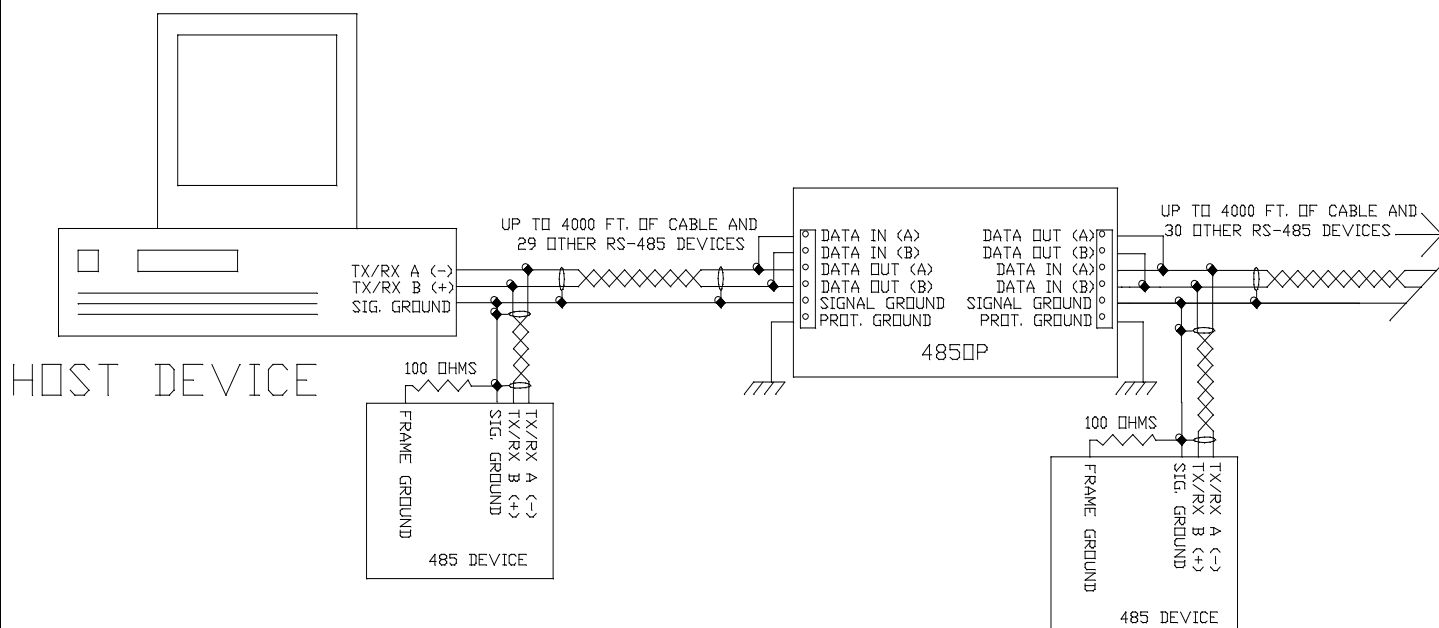 UP TO 4000 FT. OF CABLE AND
29 OTHER RS-485 DEVICES
UP TO 4000 FT. OF CABLE AND
30 OTHER RS-485 DEVICES
TX/RX A (-)
TX/RX B (+)
SIG. GROUND
HOST DEVICE
DATA IN (A)
DATA IN (B)
DATA OUT (A)
DATA OUT (B)
SIGNAL GROUND
PROT. GROUND
DATA OUT (A)
DATA OUT (B)
DATA IN (A)
DATA IN (B)
SIGNAL GROUND
PROT. GROUND
485OP
100 OHMS
FRAME GROUND
SIG. GROUND
TX/RX B (+)
TX/RX A (-)
485 DEVICE
100 OHMS
FRAME GROUND
SIG. GROUND
TX/RX B (+)
TX/RX A (-)
485 DEVICE